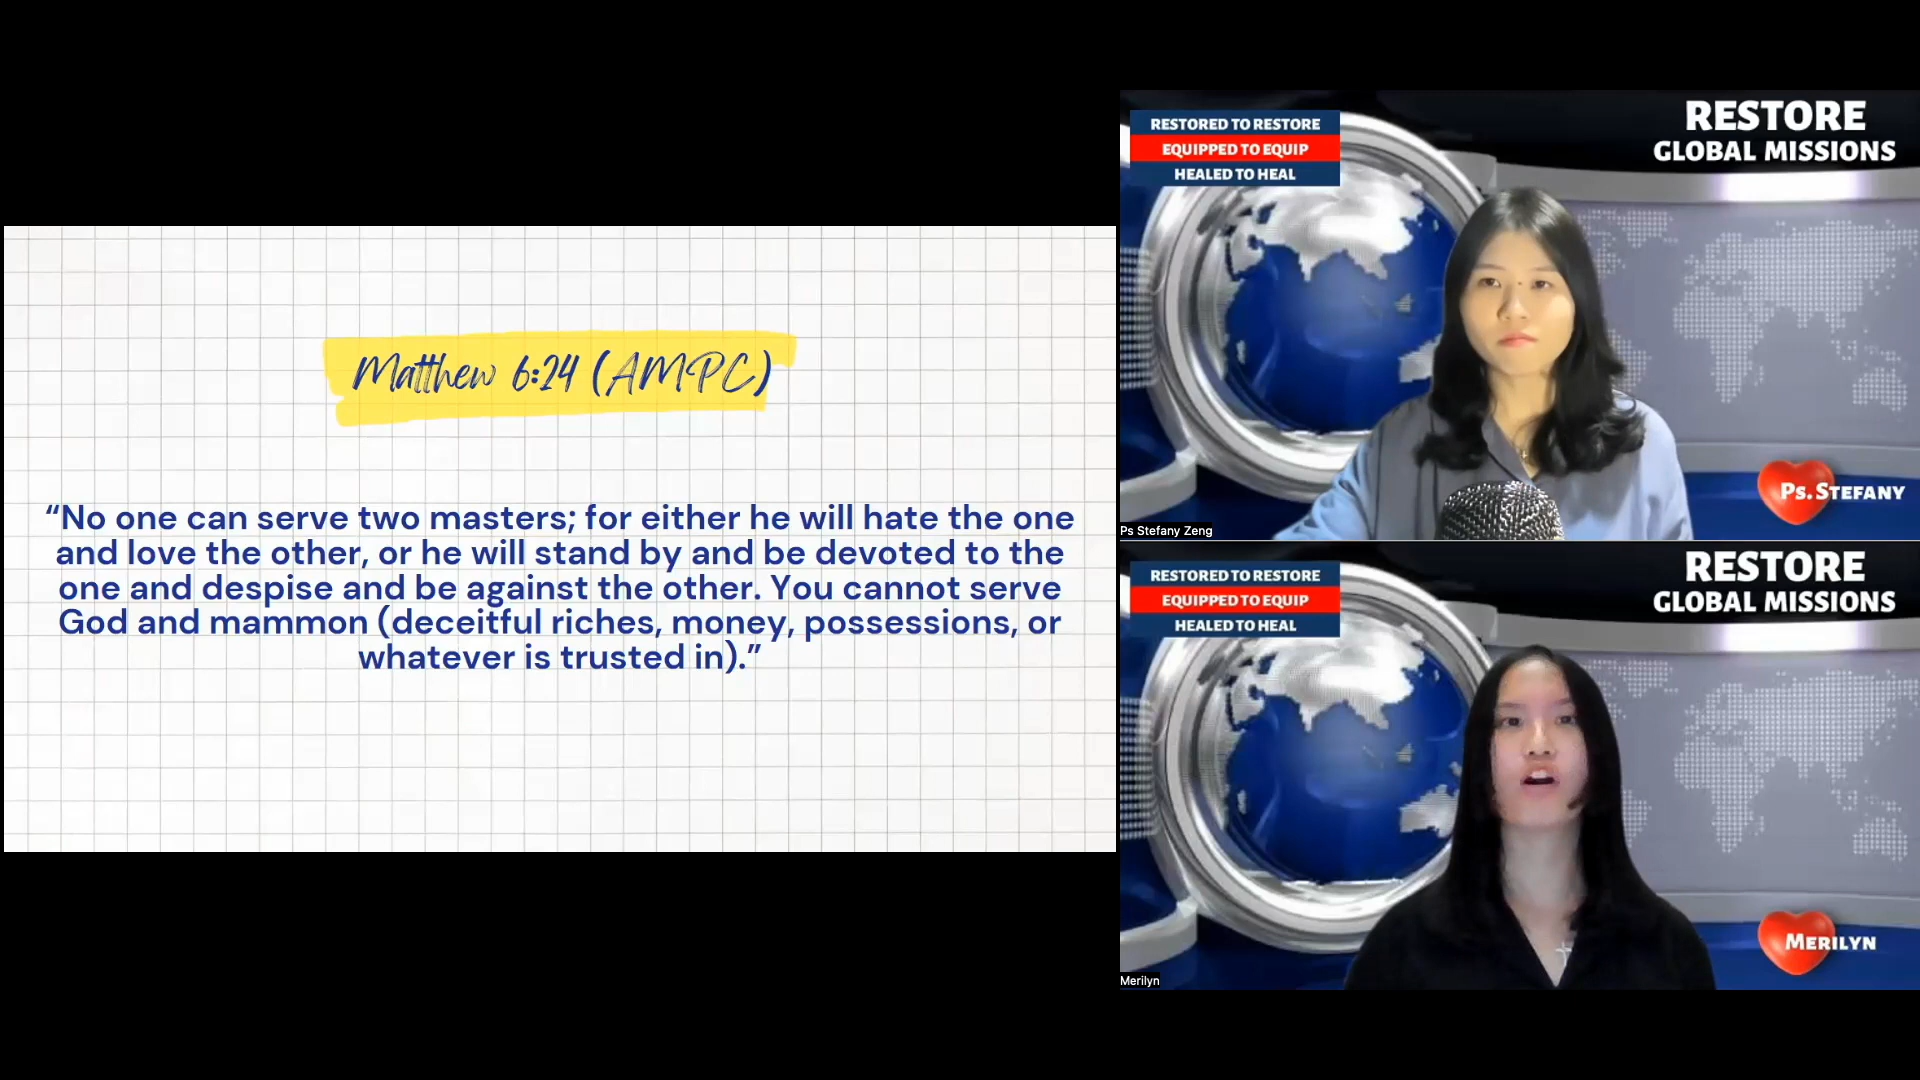 Matthew 6:24 (AMPC)
“No one can serve two masters; for either he will hate the one
and love the other, or he will stand by and be devoted to the
one and despise and be against the other. You cannot serve
God and mammon (deceitful riches, money, possessions, or
whatever is trusted in).”
RESTORED TO RESTORE
EQUIPPED TO EQUIP
HEALED TO HEAL
RESTORE
GLOBAL MISSIONS
Ps. Stefany
Ps Stefany Zeng
RESTORED TO RESTORE
EQUIPPED TO EQUIP
HEALED TO HEAL
RESTORE
GLOBAL MISSIONS
Merilyn
Merilyn